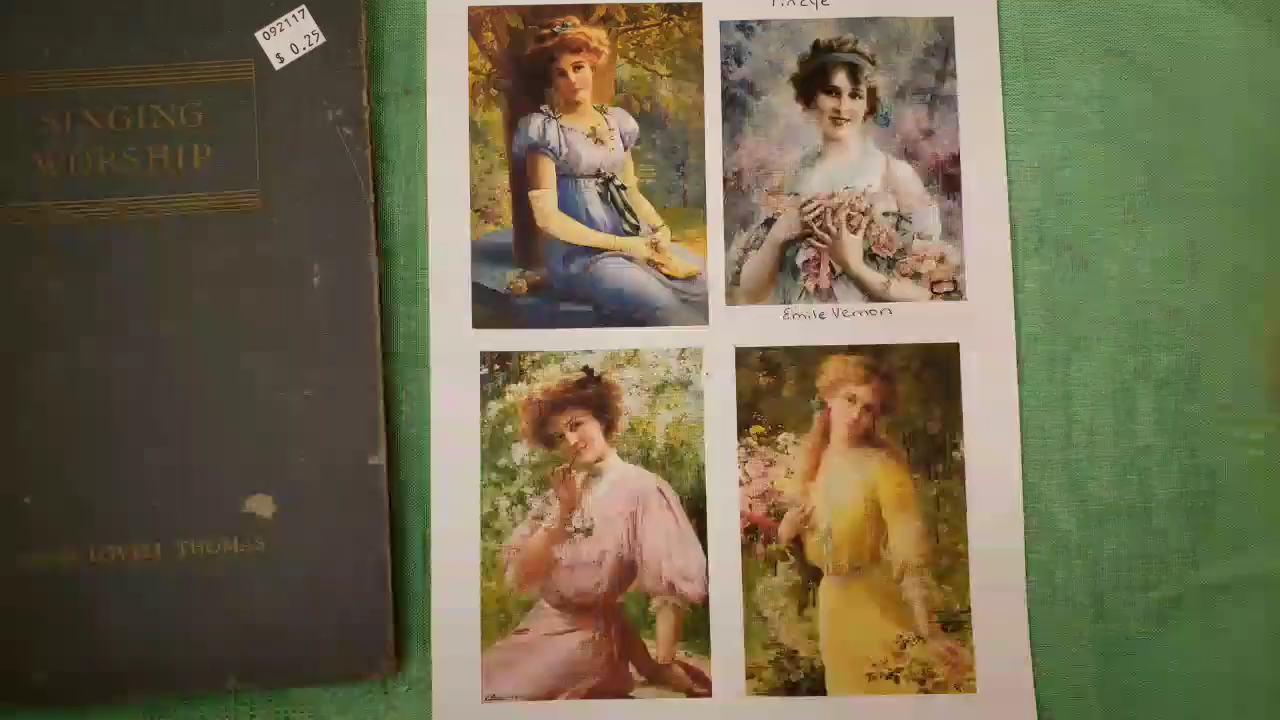 092117
$ 0.25
SINGING
WORSHIP
LOVELL THOMAS
Emile Vernon